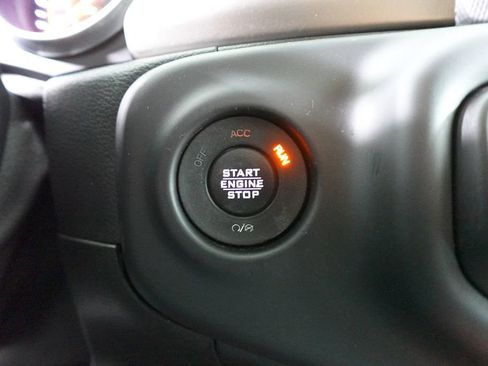 OFF
ACC
RUN
START
ENGINE
STOP